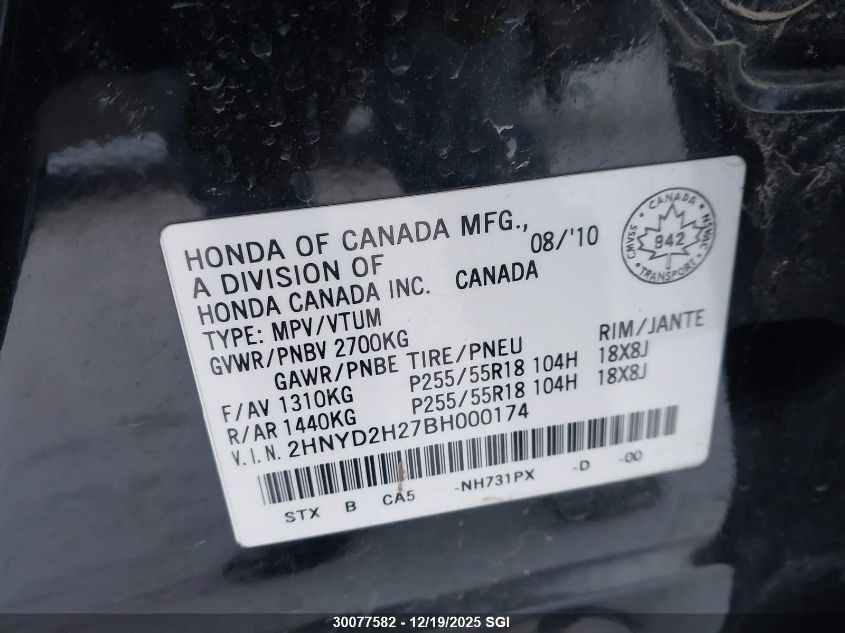 HONDA OF CANADA MFG., 08/'10
A DIVISION OF
HONDA CANADA INC. CANADA
TYPE: MPV/VTUM
GVWR/PNBV 2700KG
GAWR/PNBE TIRE/PNEU RIM/JANTE
F/AV 1310KG P255/55R18 104H 18X8J
R/AR 1440KG P255/55R18 104H 18X8J
V.I.N. 2HNYD2H27BH000174
STX B CA5 -NH731PX -D -00
CANADA
CMVSS 942 NSVAC
TRANSPORT
30077582 - 12/19/2025 SGI